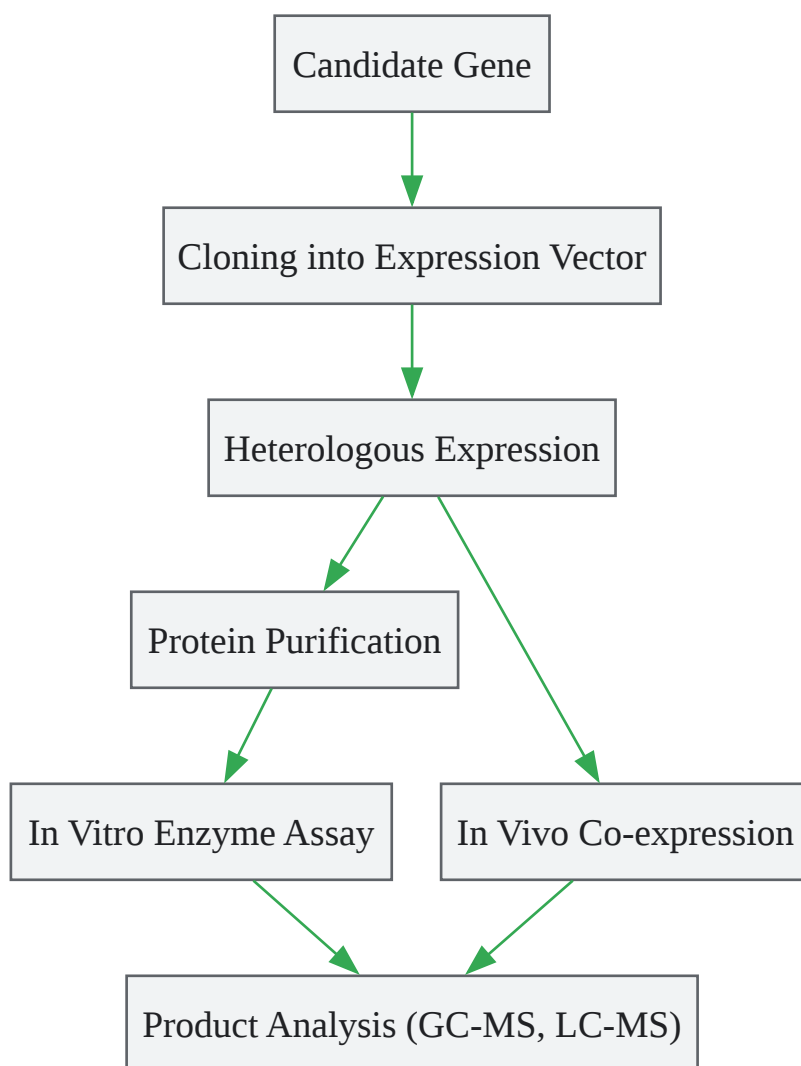 Candidate Gene
Cloning into Expression Vector
Heterologous Expression
Protein Purification
In Vitro Enzyme Assay
In Vivo Co-expression
Product Analysis (GC-MS, LC-MS)